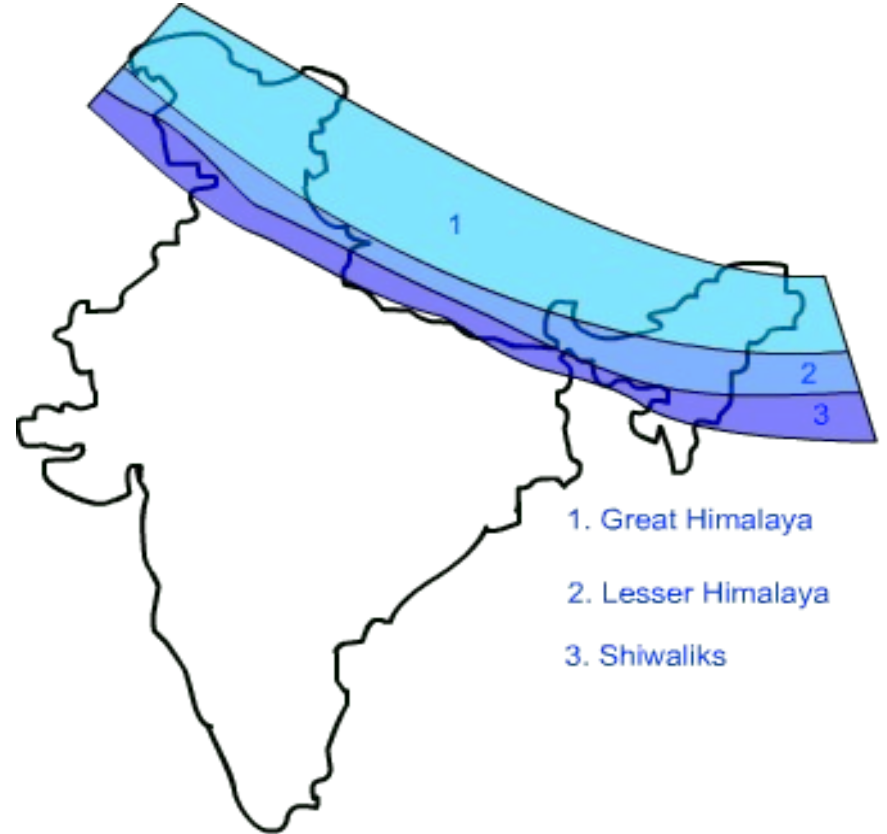 1
2
3
1. Great Himalaya
2. Lesser Himalaya
3. Shiwaliks